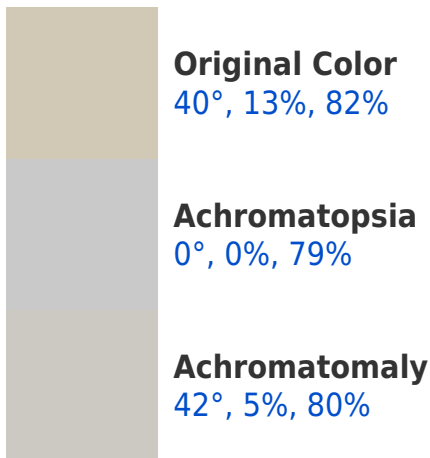 Original Color
40°, 13%, 82%
Achromatopsia
0°, 0%, 79%
Achromatomaly
42°, 5%, 80%